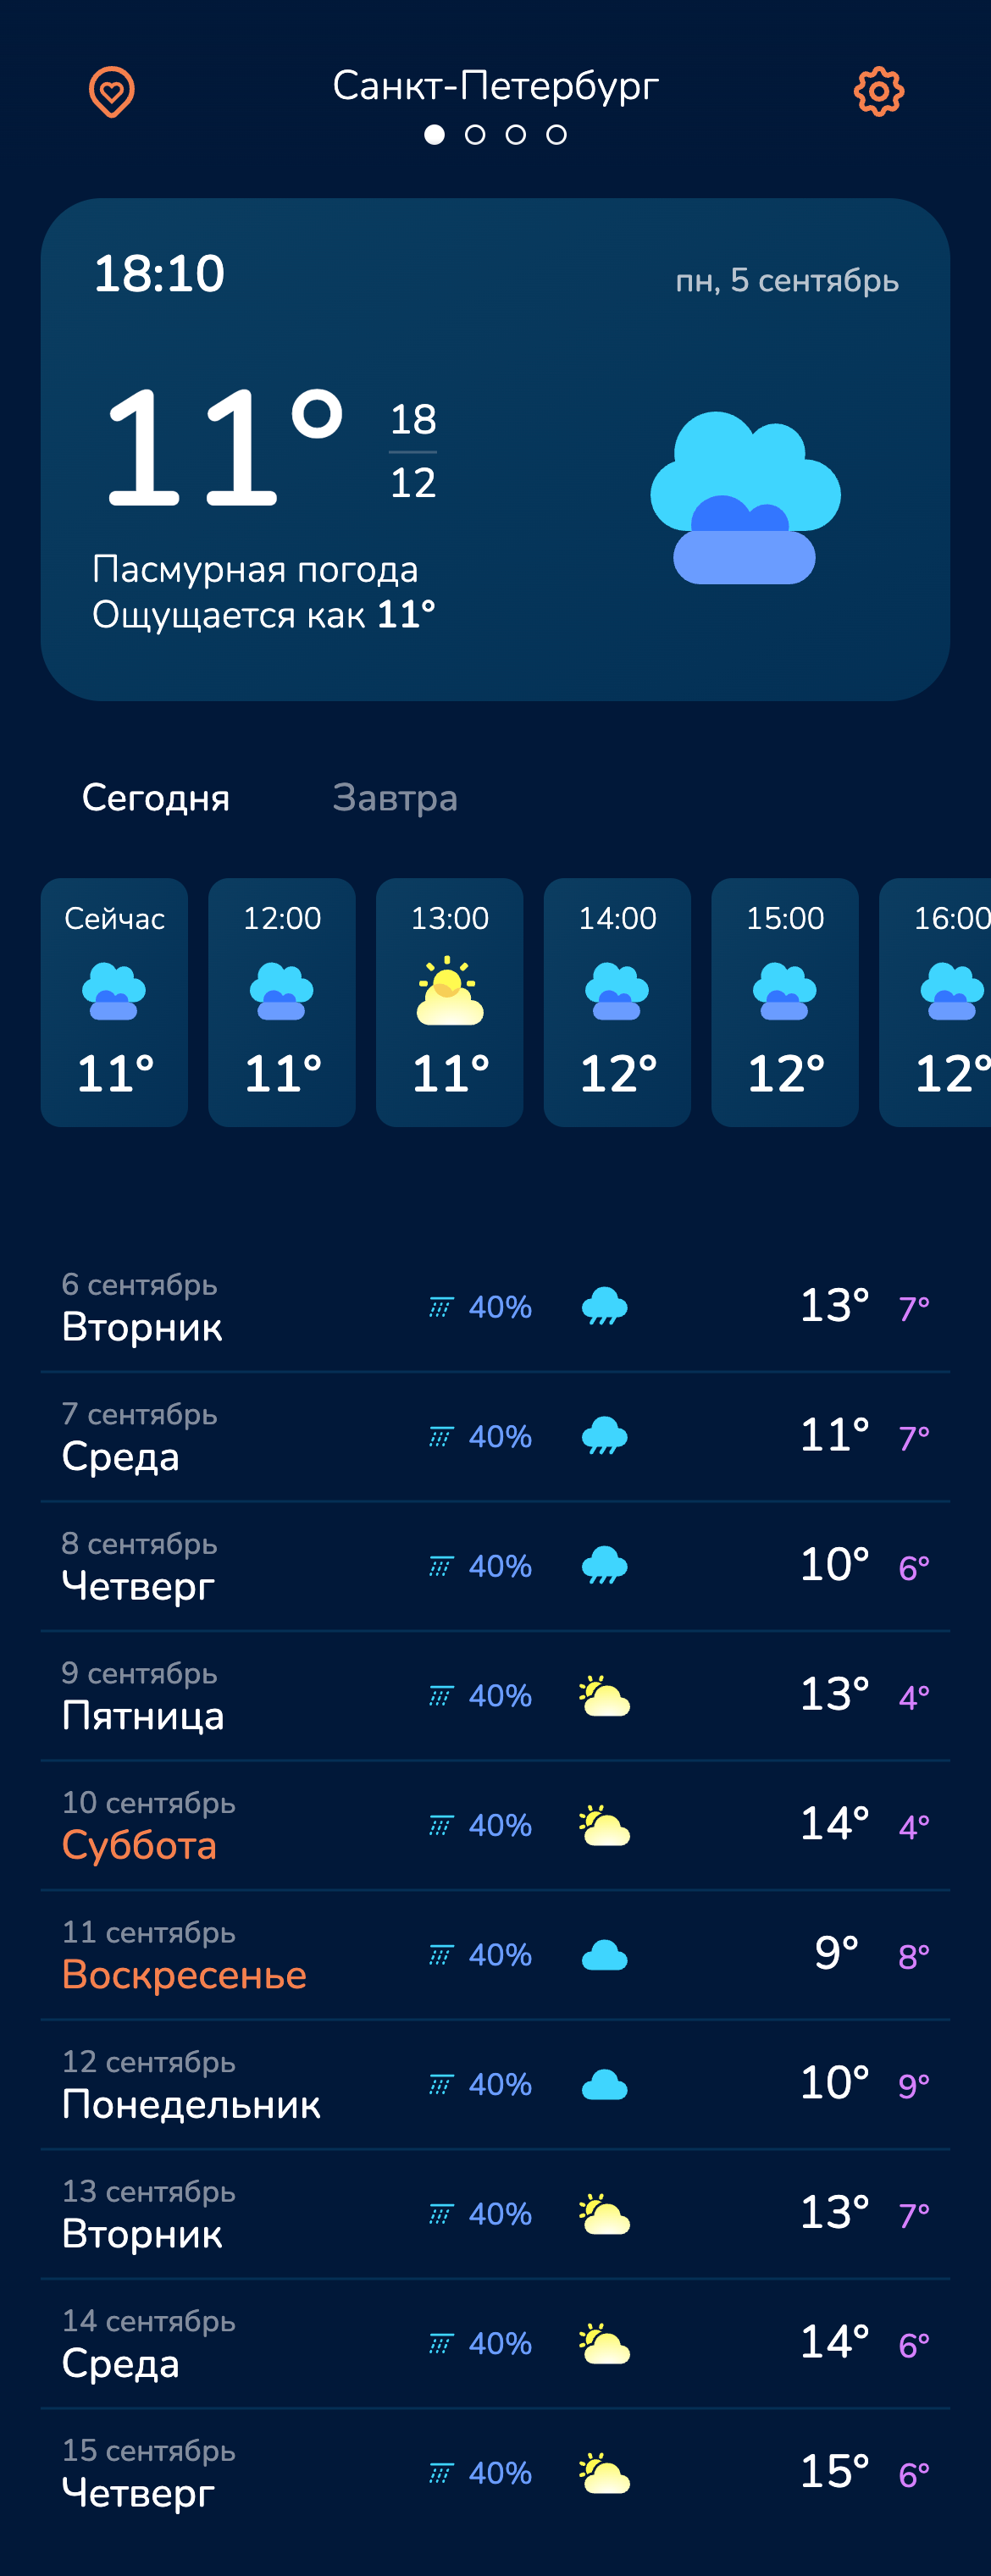 Санкт-Петербург
18:10
пн, 5 сентябрь
11°
18
12
Пасмурная погода
Ощущается как 11°
Сегодня
Завтра
Сейчас 12:00 13:00 14:00 15:00 16:00
11° 11° 11° 12° 12° 12°
6 сентябрь
Вторник
40%
13° 7°
7 сентябрь
Среда
40%
11° 7°
8 сентябрь
Четверг
40%
10° 6°
9 сентябрь
Пятница
40%
13° 4°
10 сентябрь
Суббота
40%
14° 4°
11 сентябрь
Воскресенье
40%
9° 8°
12 сентябрь
Понедельник
40%
10° 9°
13 сентябрь
Вторник
40%
13° 7°
14 сентябрь
Среда
40%
14° 6°
15 сентябрь
Четверг
40%
15° 6°